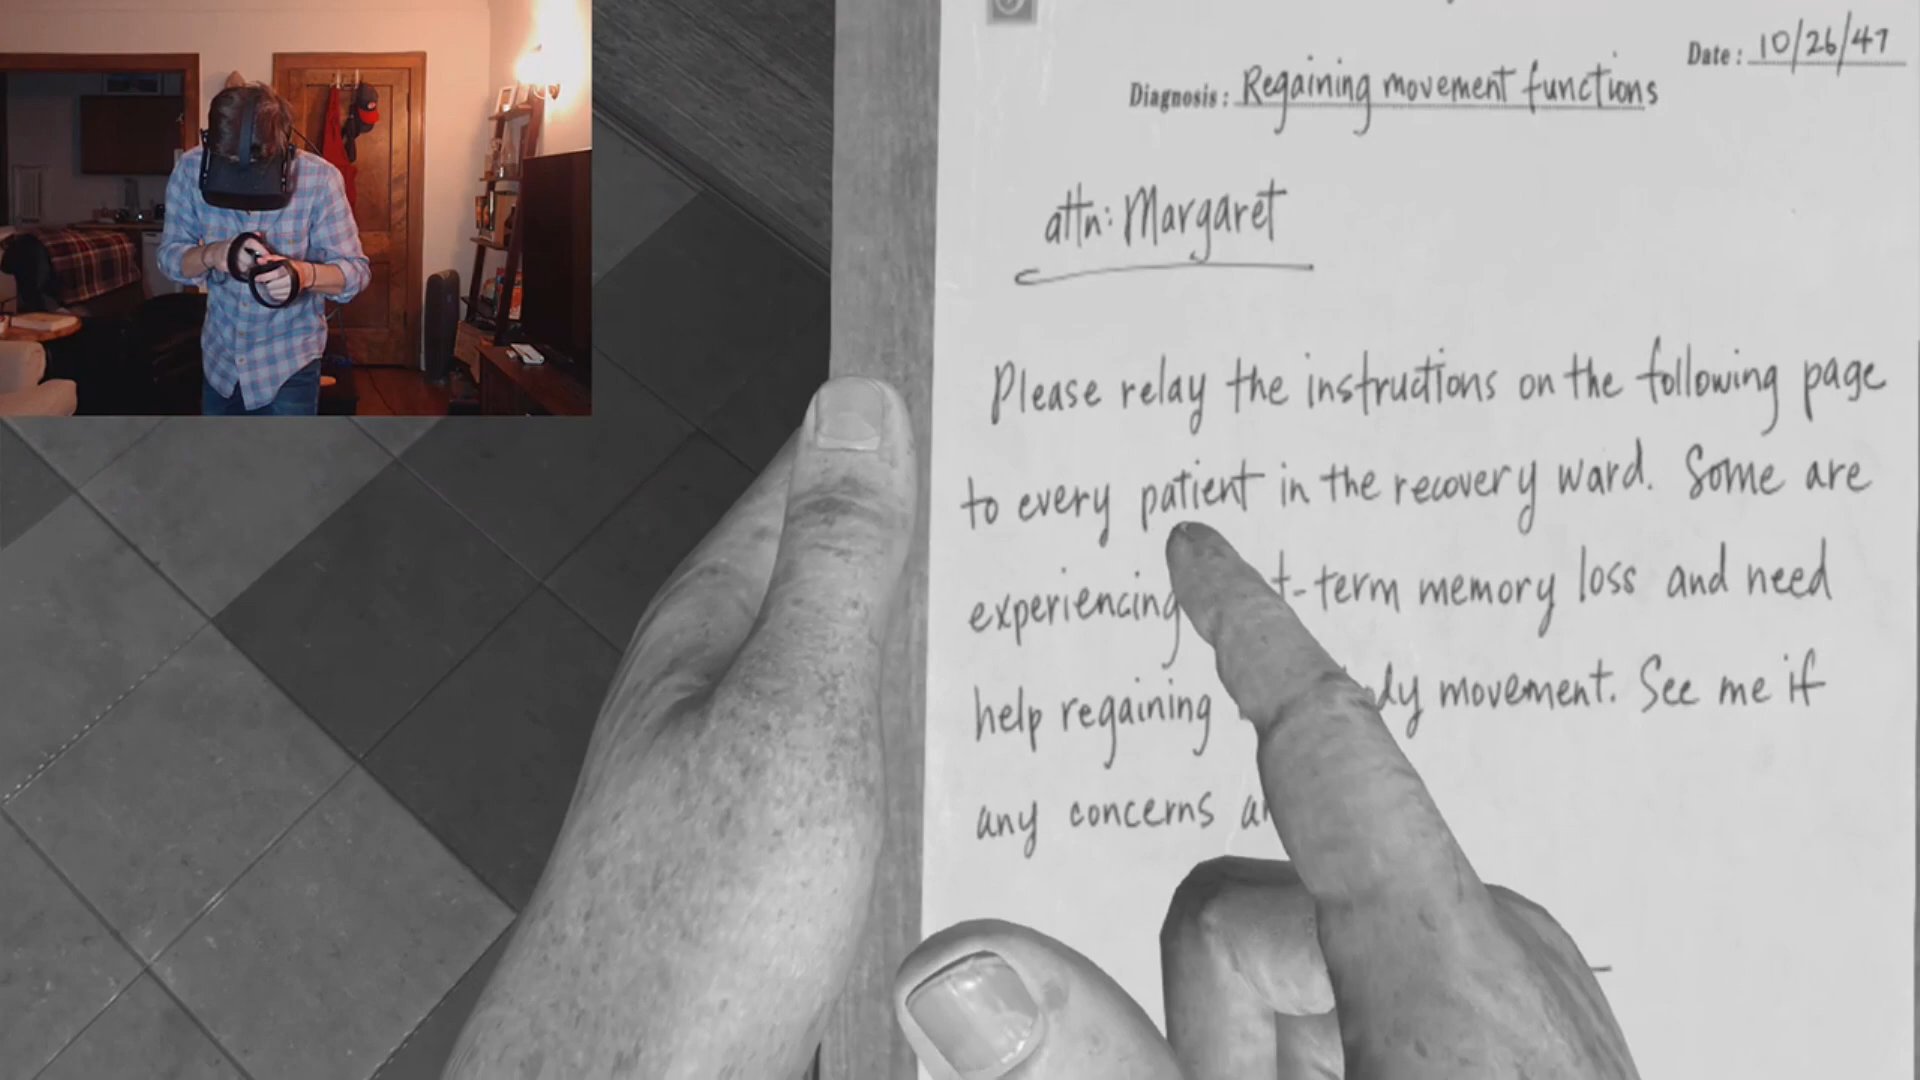 Date: 10/26/47
Diagnosis: Regaining movement functions
attn: Margaret
Please relay the instructions on the following page
to every patient in the recovery ward. Some are
experiencing t-term memory loss and need
help regaining dy movement. See me if
any concerns